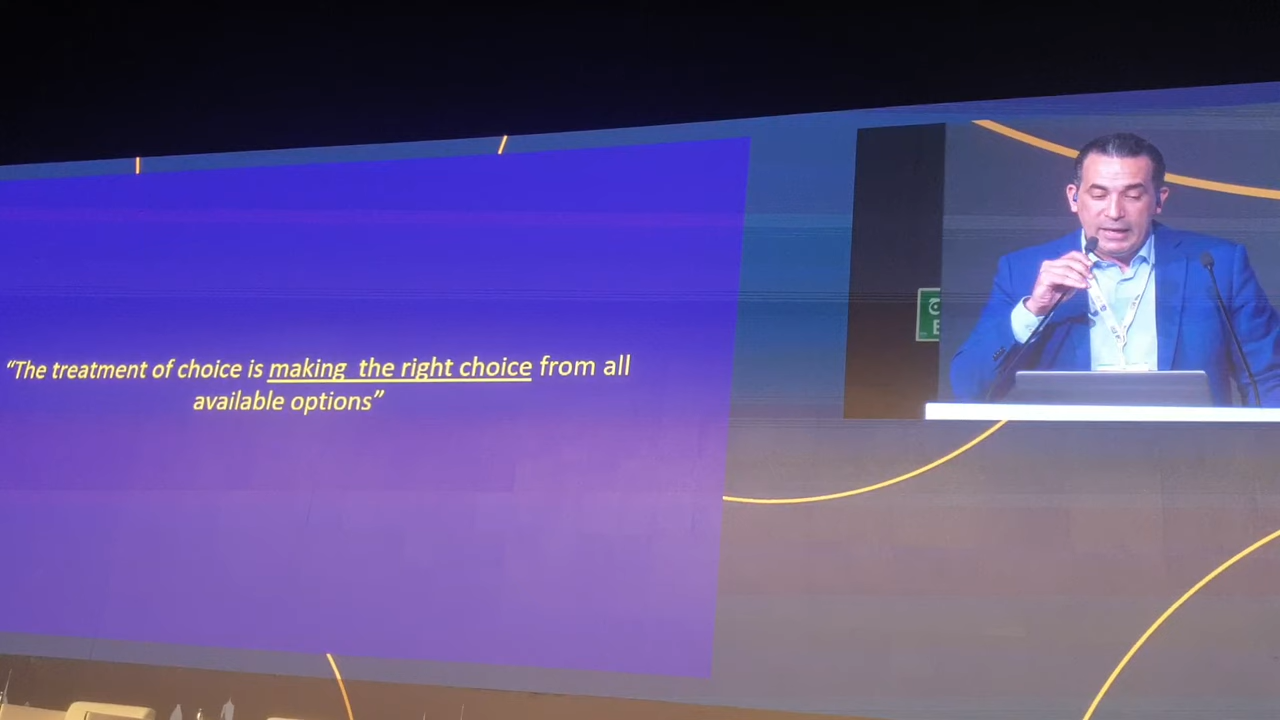 “The treatment of choice is making the right choice from all
available options”